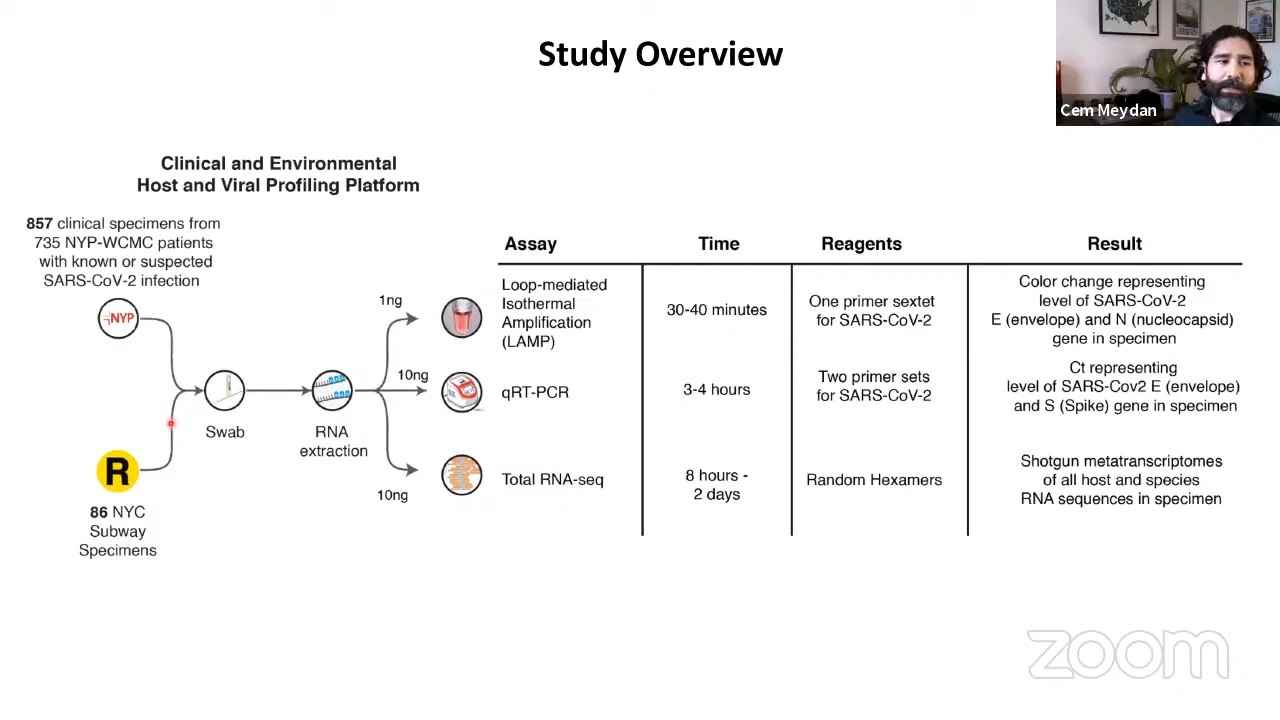 Study Overview
Cem Meydan
Clinical and Environmental
Host and Viral Profiling Platform
857 clinical specimens from
735 NYP-WCMC patients
with known or suspected
SARS-CoV-2 infection
NYP
R
86 NYC
Subway
Specimens
Swab
RNA
extraction
1ng
10ng
10ng
Assay Time Reagents Result
Loop-mediated
Isothermal
Amplification
(LAMP)
30-40 minutes
One primer sextet
for SARS-CoV-2
Color change representing
level of SARS-CoV-2
E (envelope) and N (nucleocapsid)
gene in specimen
qRT-PCR
3-4 hours
Two primer sets
for SARS-CoV-2
Ct representing
level of SARS-Cov2 E (envelope)
and S (Spike) gene in specimen
Total RNA-seq
8 hours -
2 days
Random Hexamers
Shotgun metatranscriptomes
of all host and species
RNA sequences in specimen
zoom